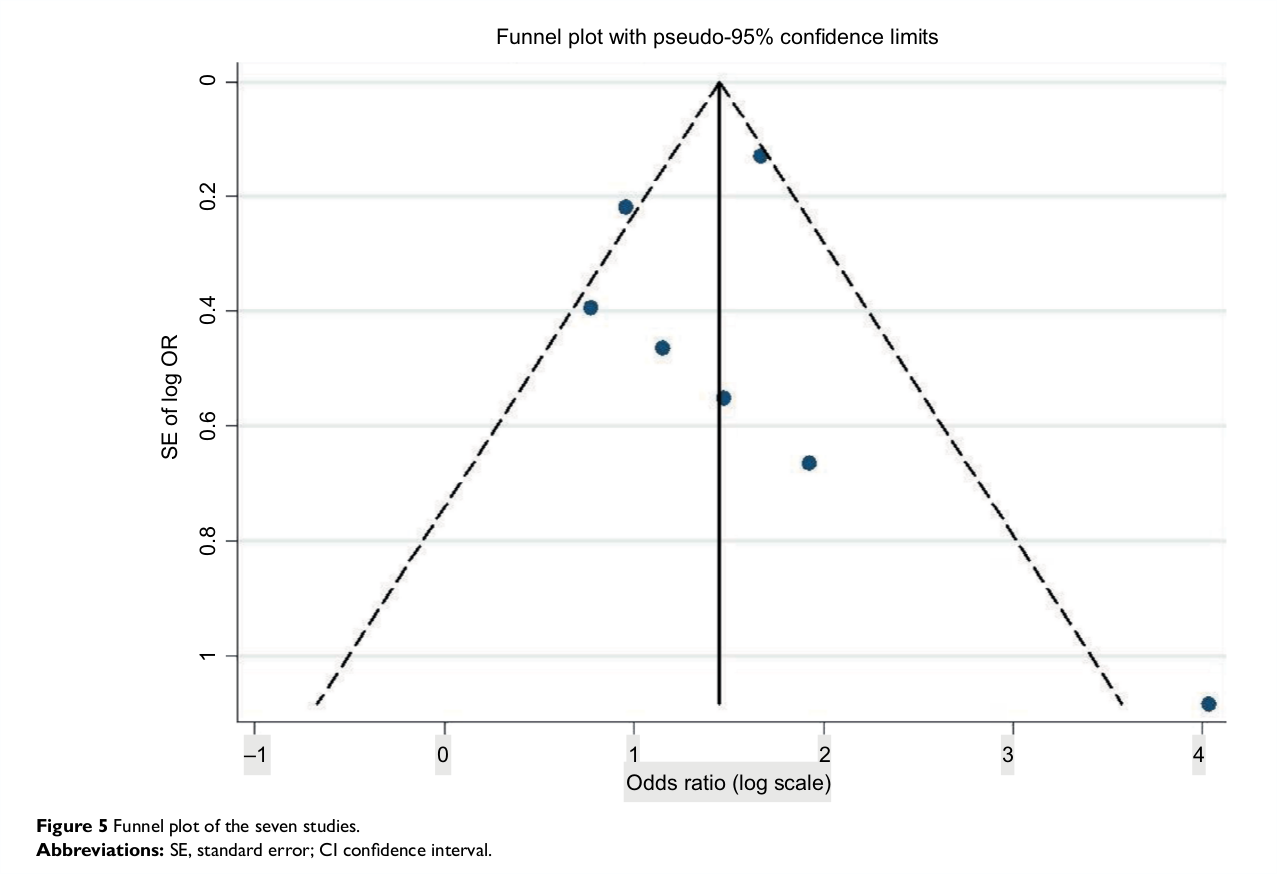 Funnel plot with pseudo-95% confidence limits
0
0.2
0.4
0.6
0.8
1
SE of log OR
–1 0 1 2 3 4
Odds ratio (log scale)
Figure 5 Funnel plot of the seven studies.
Abbreviations: SE, standard error; CI confidence interval.